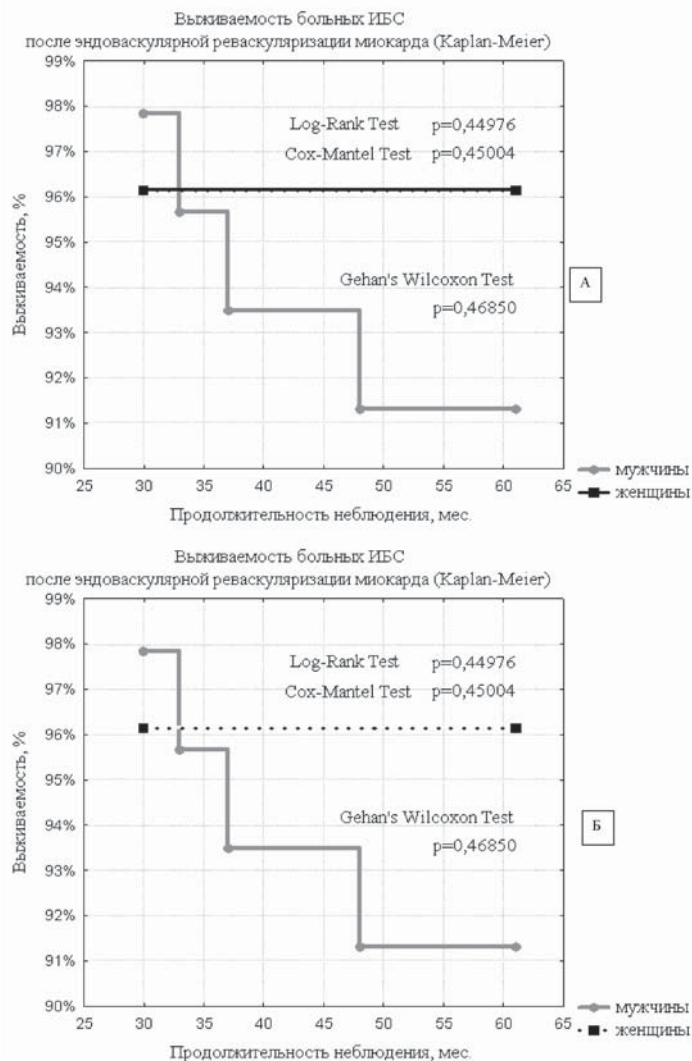 Выживаемость больных ИБС
после эндоваскулярной реваскуляризации миокарда (Kaplan-Meier)
99%
98%
97%
96%
95%
94%
93%
92%
91%
90%
Выживаемость, %
Log-Rank Test p=0,44976
Cox-Mantel Test p=0,45004
Gehan's Wilcoxon Test
p=0,46850
А
25 30 35 40 45 50 55 60 65
Продолжительность неблюдения, мес.
мужчины
женщины
Выживаемость больных ИБС
после эндоваскулярной реваскуляризации миокарда (Kaplan-Meier)
99%
98%
97%
96%
95%
94%
93%
92%
91%
90%
Выживаемость, %
Log-Rank Test p=0,44976
Cox-Mantel Test p=0,45004
Gehan's Wilcoxon Test
p=0,46850
Б
25 30 35 40 45 50 55 60 65
Продолжительность неблюдения, мес.
мужчины
женщины